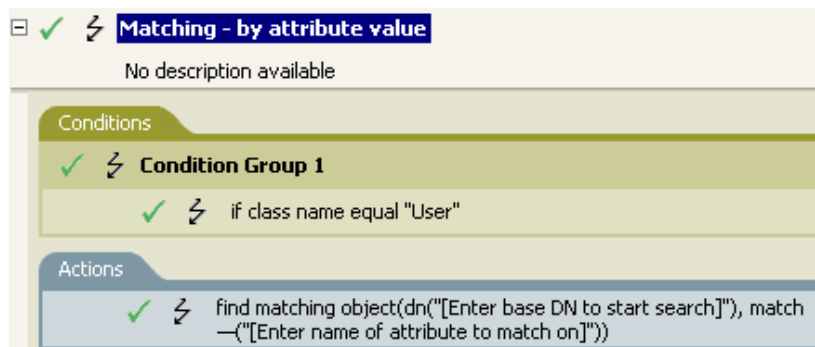 Matching - by attribute value
No description available
Conditions
Condition Group 1
if class name equal "User"
Actions
find matching object(dn("[Enter base DN to start search]"), match
—("[Enter name of attribute to match on]"))